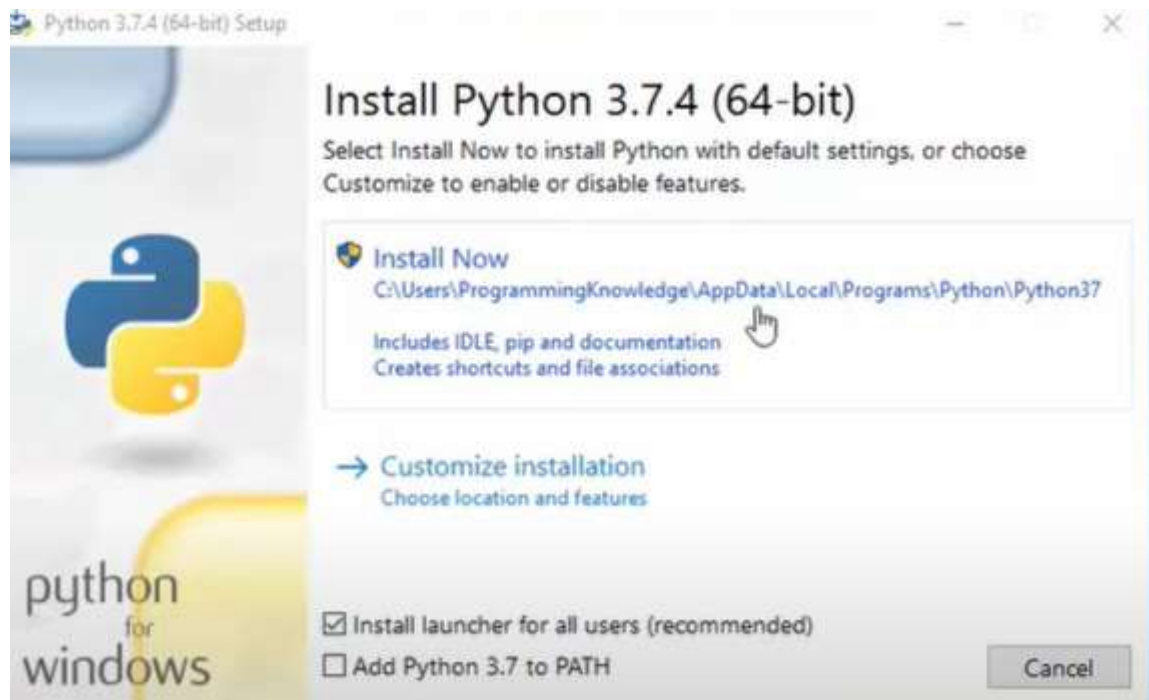 Python 3.7.4 (64-bit) Setup
Install Python 3.7.4 (64-bit)
Select Install Now to install Python with default settings, or choose
Customize to enable or disable features.
Install Now
C:\Users\ProgrammingKnowledge\AppData\Local\Programs\Python\Python37
Includes IDLE, pip and documentation
Creates shortcuts and file associations
Customize installation
Choose location and features
python
for
windows
Install launcher for all users (recommended)
Add Python 3.7 to PATH
Cancel